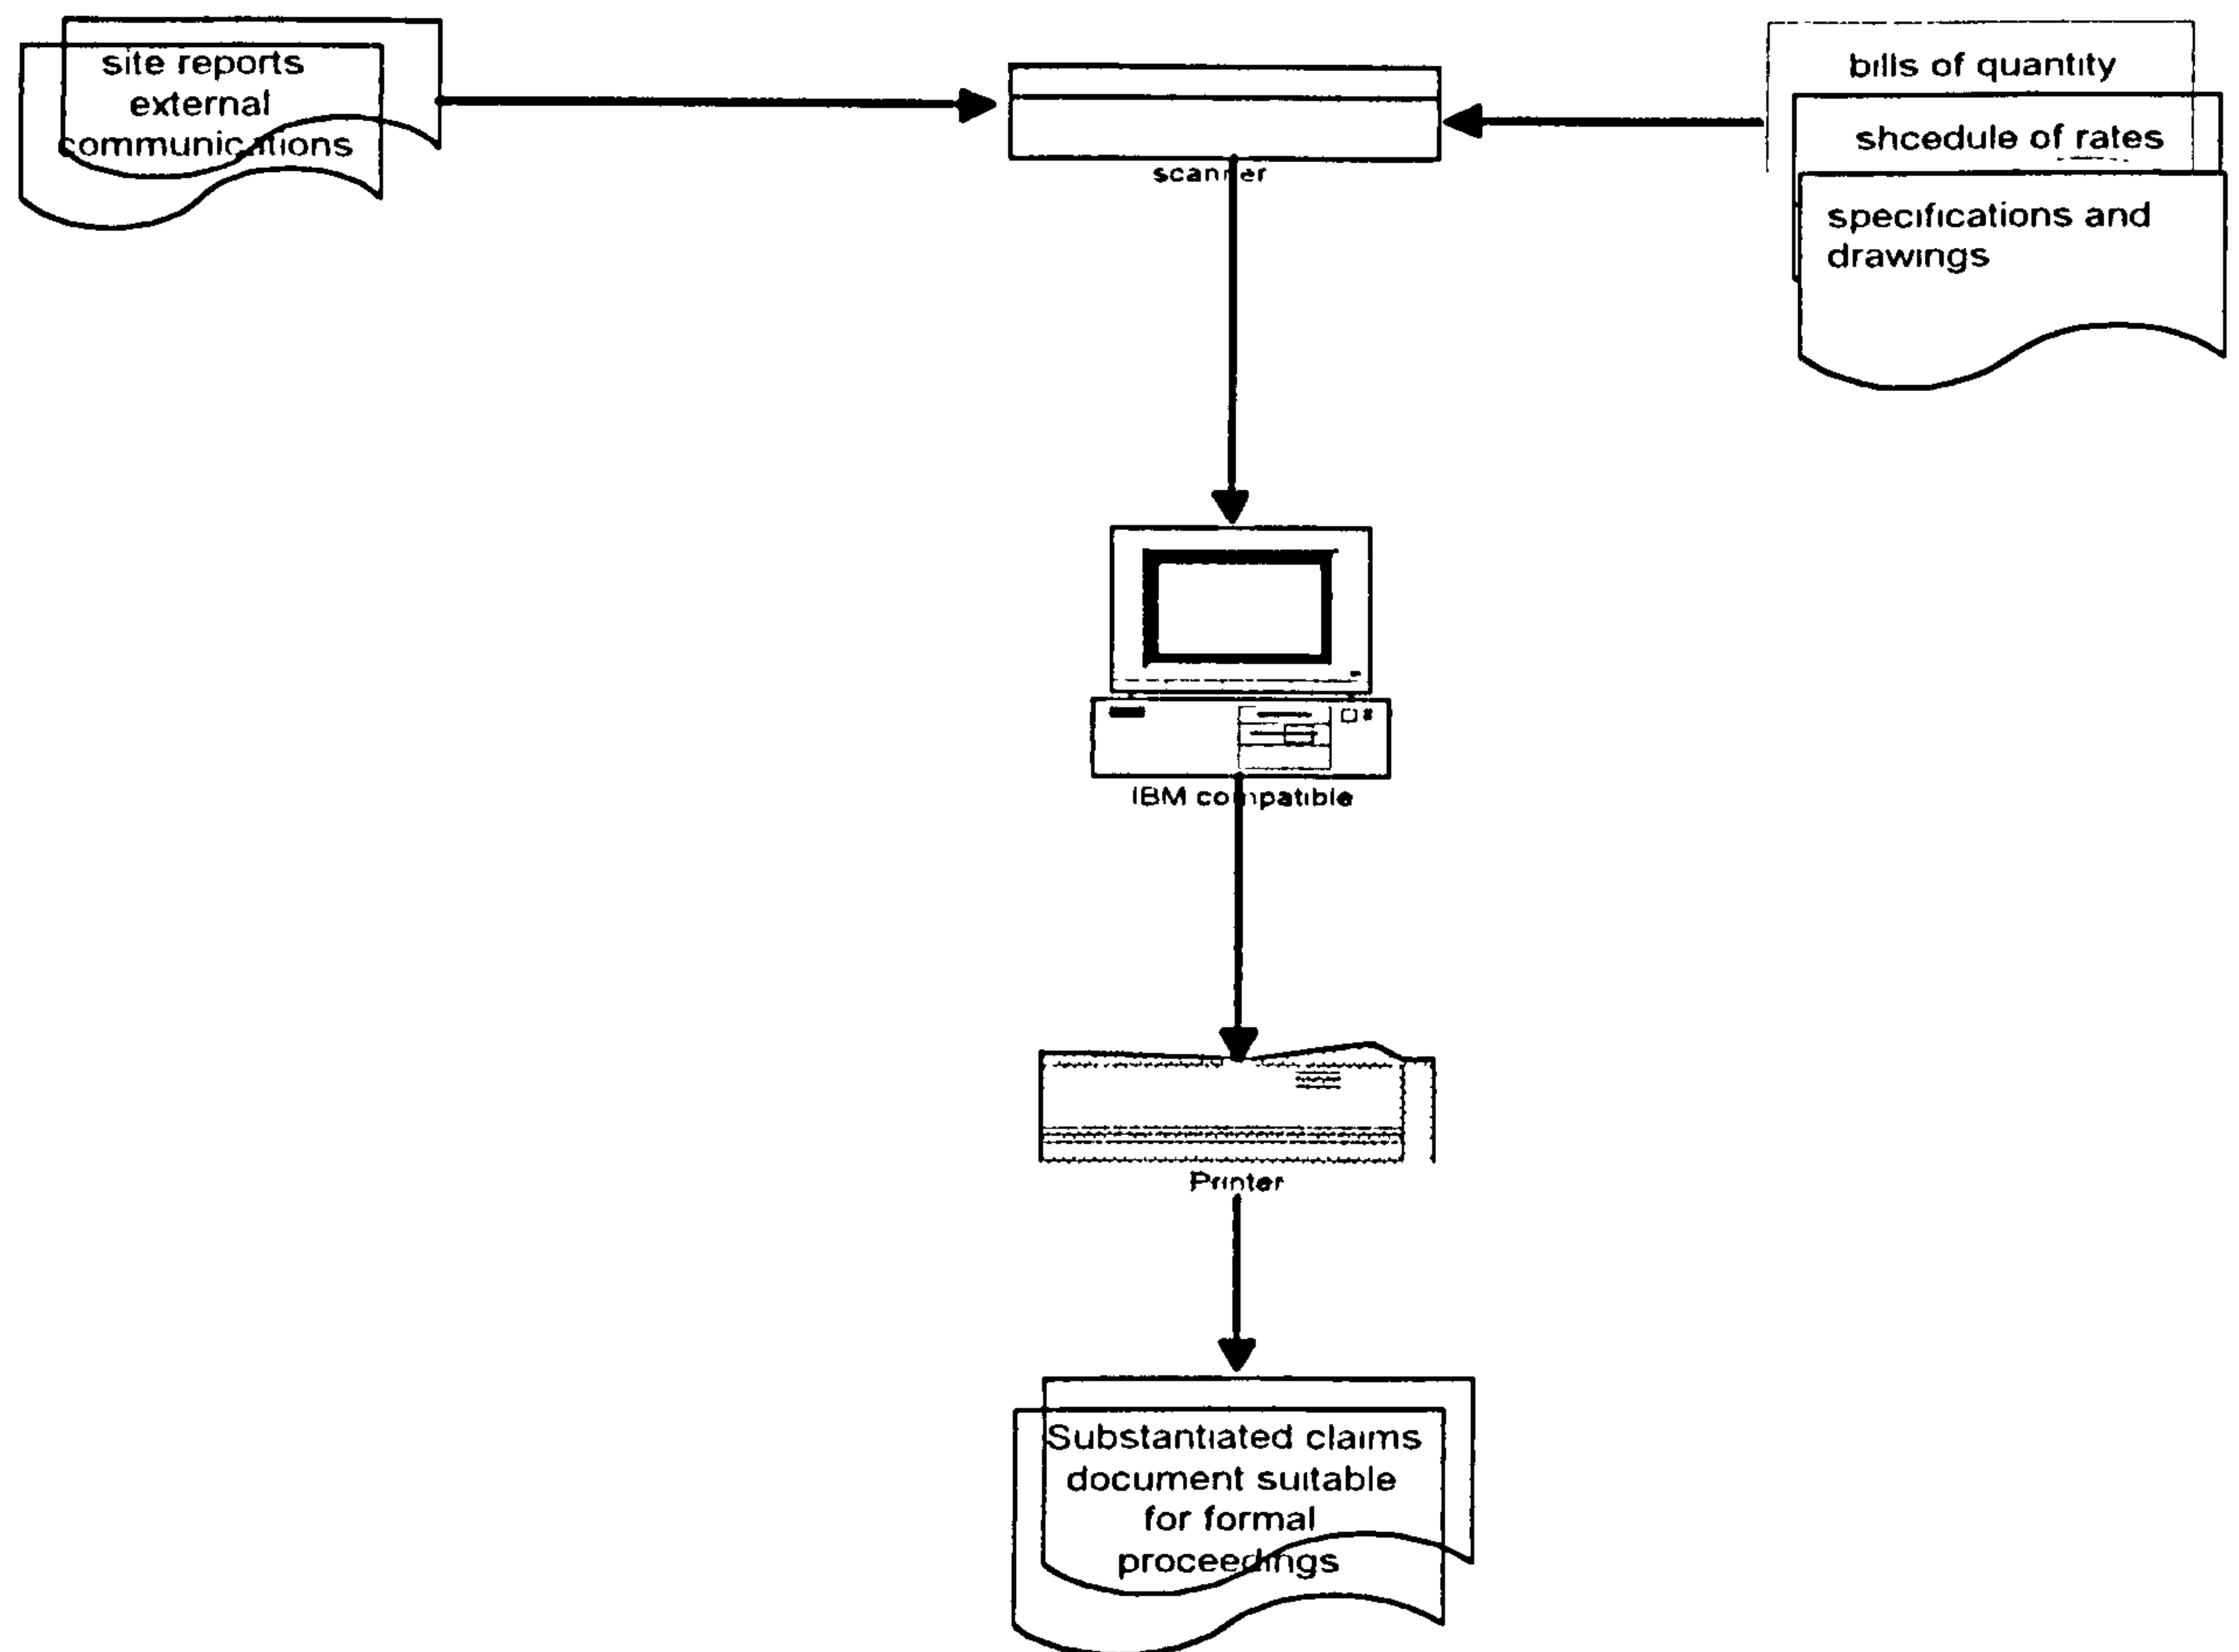 site reports
external
communications
scanner
bills of quantity
shcedule of rates
specifications and
drawings
IBM compatible
Printer
Substantiated claims
document suitable
for formal
proceedings